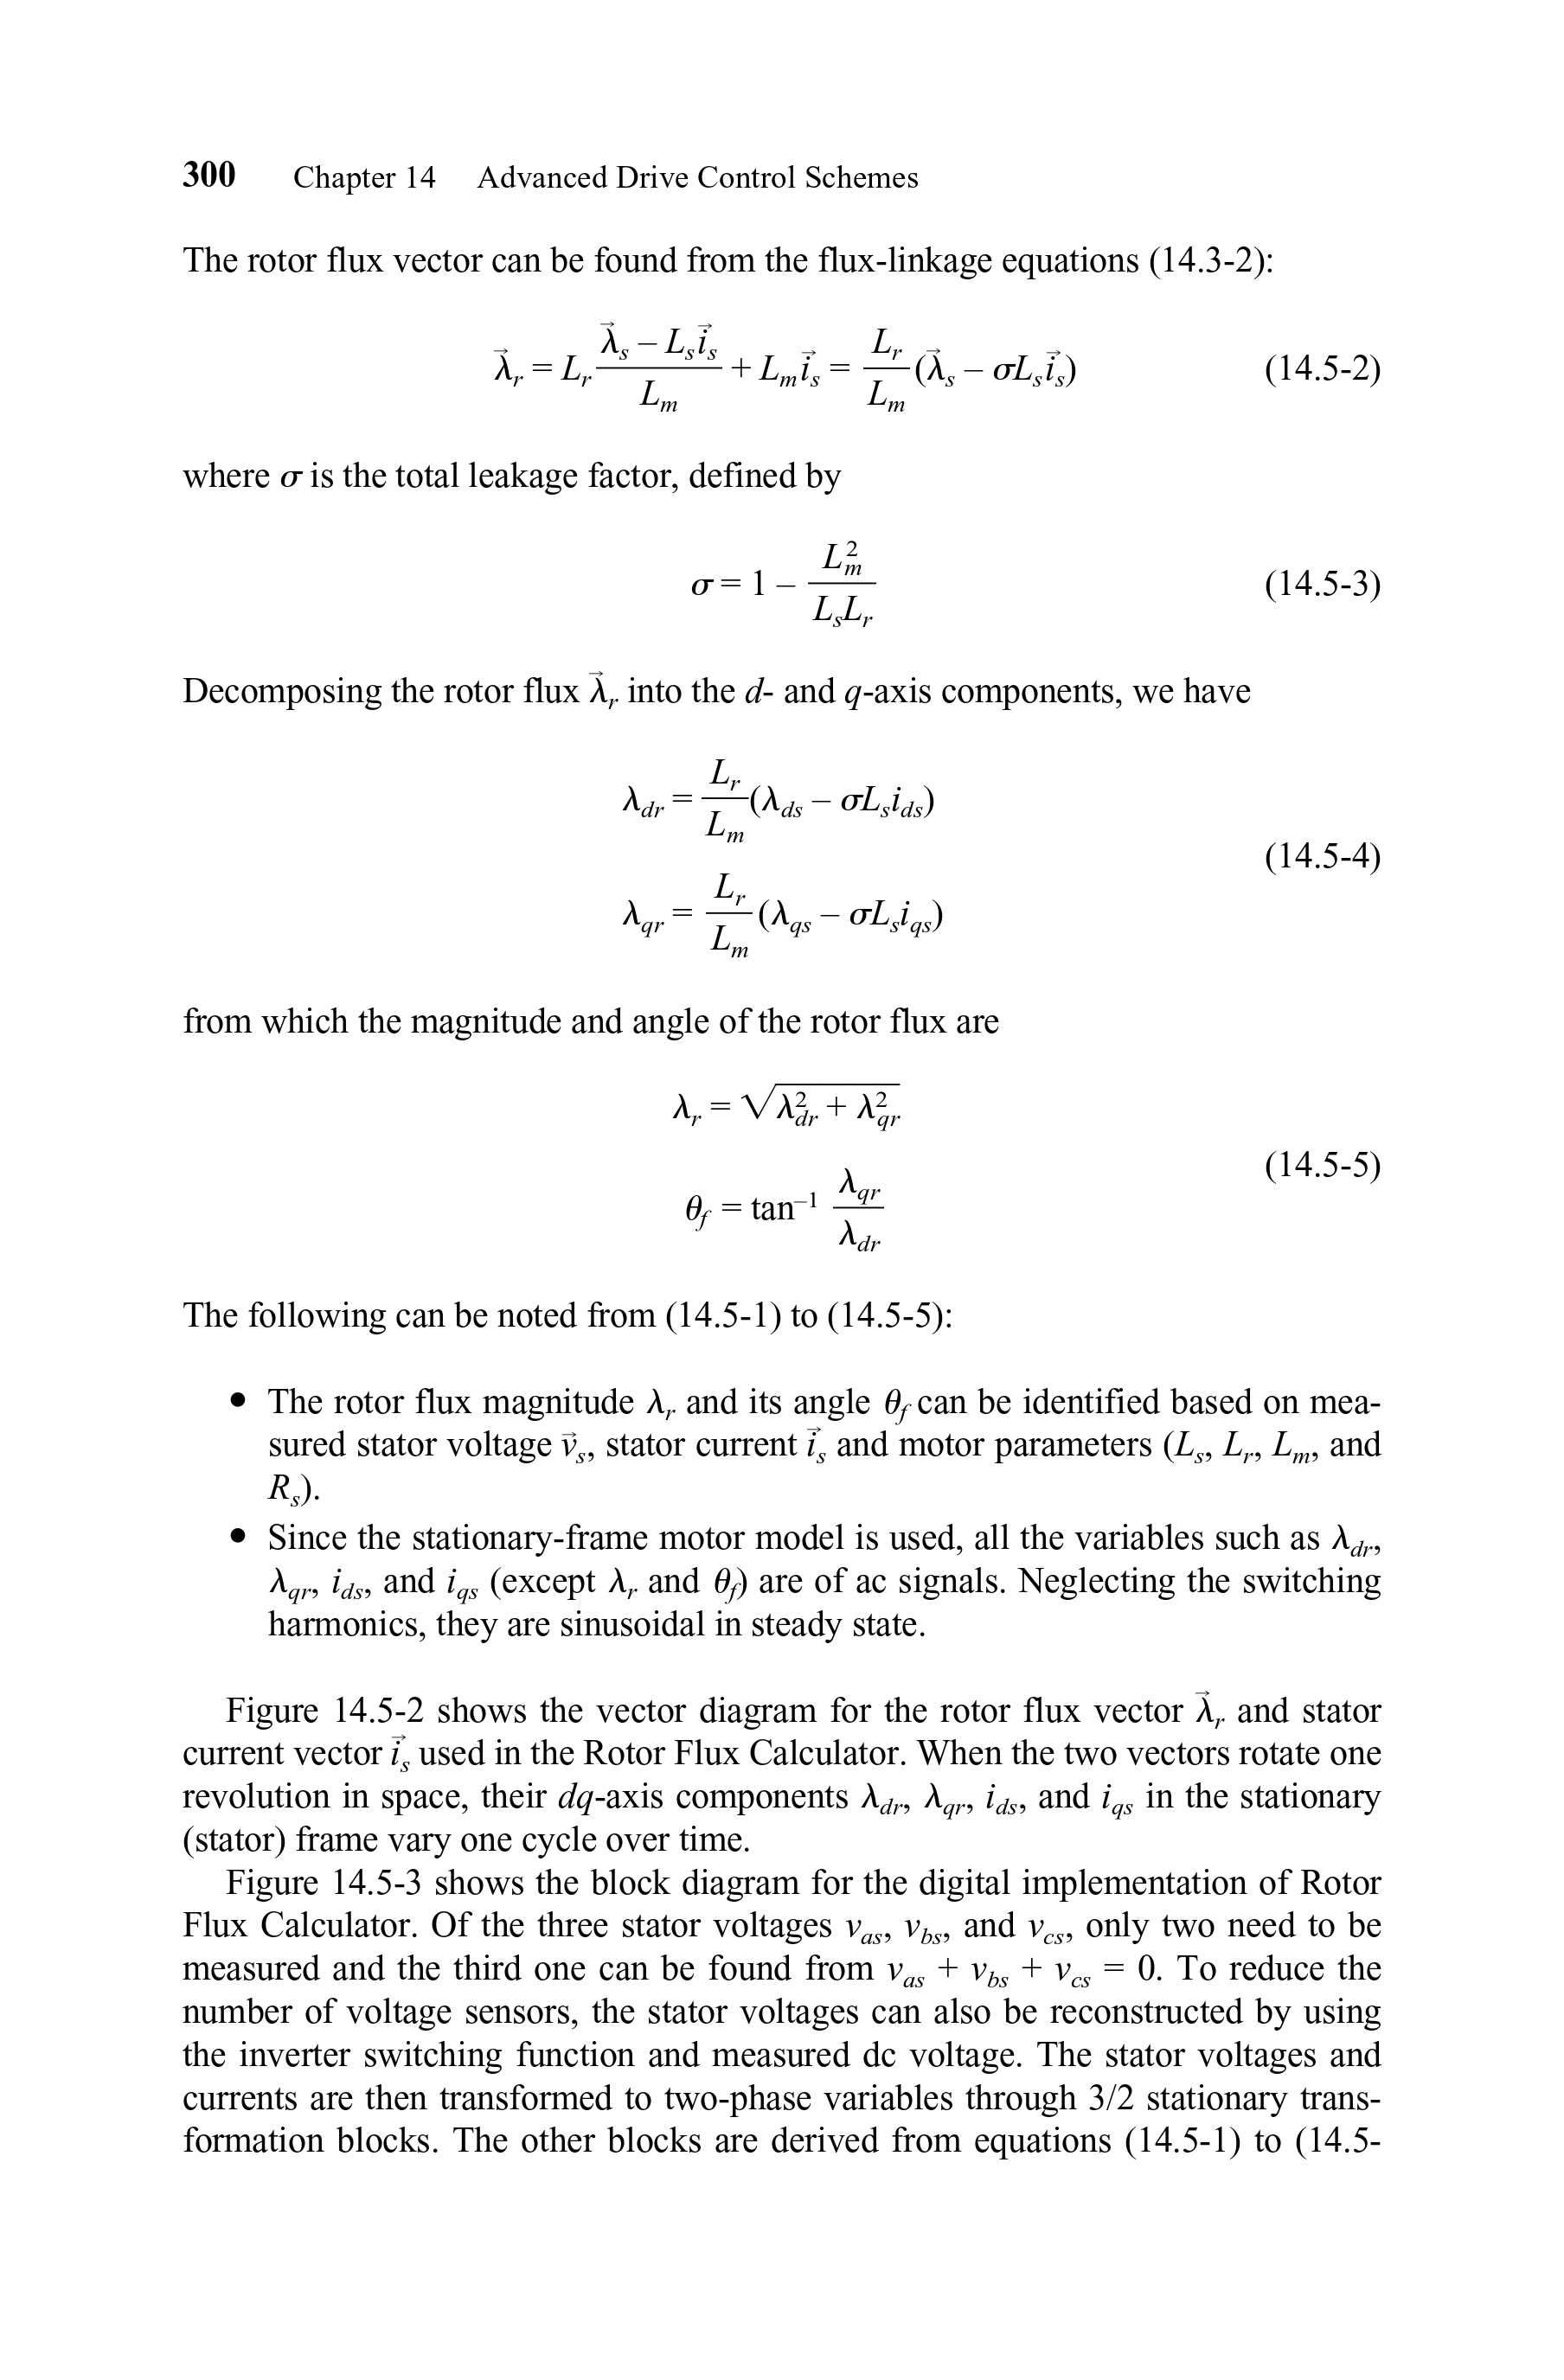 300 Chapter 14 Advanced Drive Control Schemes
The rotor flux vector can be found from the flux-linkage equations (14.3-2):
$\vec{\lambda}_r = L_r \frac{\vec{\lambda}_s - L_s \vec{i}_s}{L_m} + L_m \vec{i}_s = \frac{L_r}{L_m} (\vec{\lambda}_s - \sigma L_s \vec{i}_s)$ (14.5-2)
where σ is the total leakage factor, defined by
$\sigma = 1 - \frac{L_m^2}{L_s L_r}$ (14.5-3)
Decomposing the rotor flux $\vec{\lambda}_r$ into the d- and q-axis components, we have
$\lambda_{dr} = \frac{L_r}{L_m} (\lambda_{ds} - \sigma L_s i_{ds})$
(14.5-4)
$\lambda_{qr} = \frac{L_r}{L_m} (\lambda_{qs} - \sigma L_s i_{qs})$
from which the magnitude and angle of the rotor flux are
$\lambda_r = \sqrt{\lambda_{dr}^2 + \lambda_{qr}^2}$
(14.5-5)
$\theta_f = \tan^{-1} \frac{\lambda_{qr}}{\lambda_{dr}}$
The following can be noted from (14.5-1) to (14.5-5):
• The rotor flux magnitude $\lambda_r$ and its angle $\theta_f$ can be identified based on mea-
sured stator voltage $\vec{v}_s$, stator current $\vec{i}_s$ and motor parameters ($L_s$, $L_r$, $L_m$, and
$R_s$).
• Since the stationary-frame motor model is used, all the variables such as $\lambda_{dr}$,
$\lambda_{qr}$, $i_{ds}$, and $i_{qs}$ (except $\lambda_r$ and $\theta_f$) are of ac signals. Neglecting the switching
harmonics, they are sinusoidal in steady state.
Figure 14.5-2 shows the vector diagram for the rotor flux vector $\vec{\lambda}_r$ and stator
current vector $\vec{i}_s$ used in the Rotor Flux Calculator. When the two vectors rotate one
revolution in space, their dq-axis components $\lambda_{dr}$, $\lambda_{qr}$, $i_{ds}$, and $i_{qs}$ in the stationary
(stator) frame vary one cycle over time.
Figure 14.5-3 shows the block diagram for the digital implementation of Rotor
Flux Calculator. Of the three stator voltages $v_{as}$, $v_{bs}$, and $v_{cs}$, only two need to be
measured and the third one can be found from $v_{as} + v_{bs} + v_{cs} = 0$. To reduce the
number of voltage sensors, the stator voltages can also be reconstructed by using
the inverter switching function and measured dc voltage. The stator voltages and
currents are then transformed to two-phase variables through 3/2 stationary trans-
formation blocks. The other blocks are derived from equations (14.5-1) to (14.5-